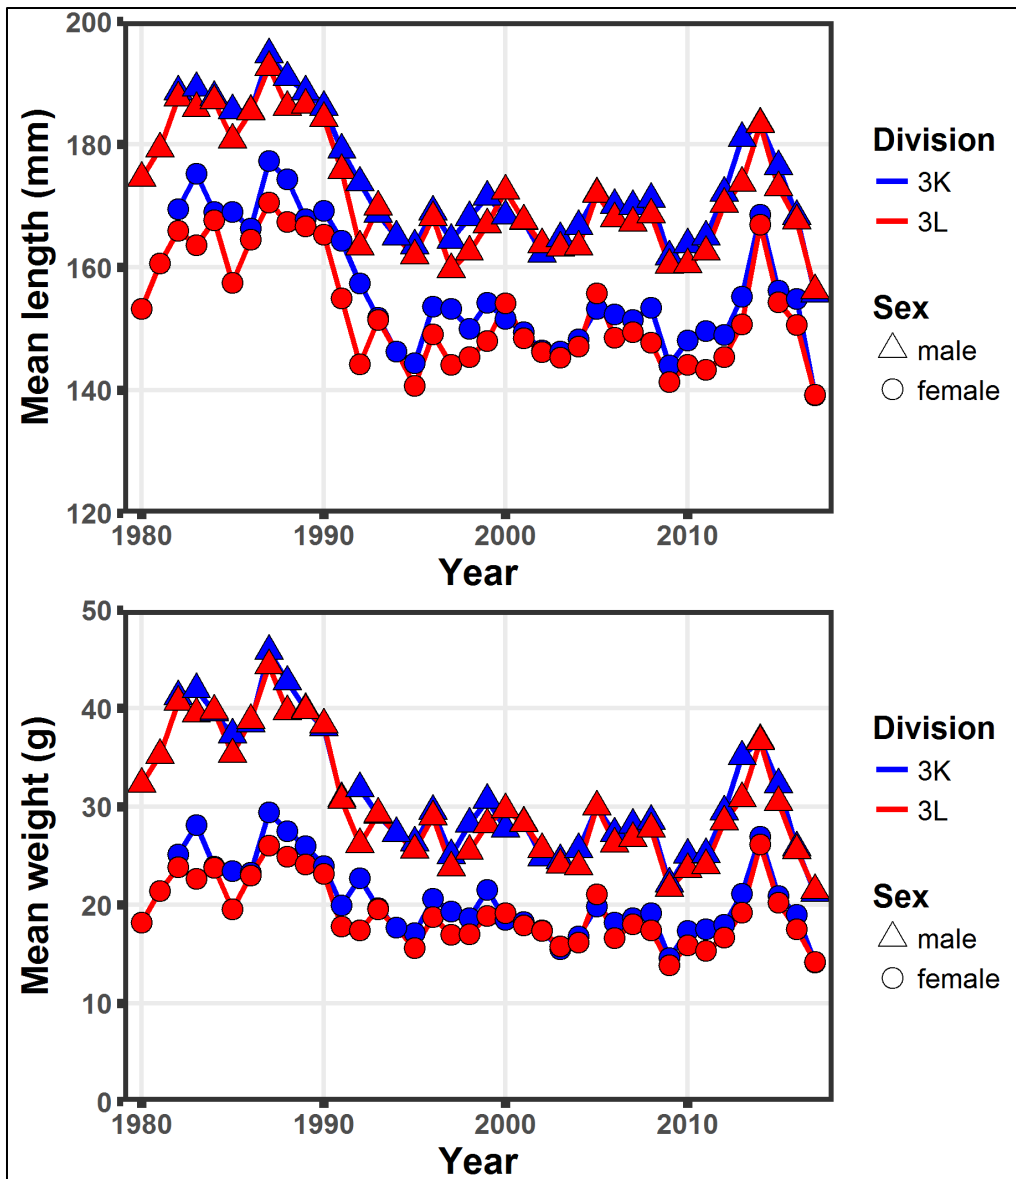 200
180
160
140
120
Mean length (mm)
1980
1990
2000
2010
Year
Division
3K
3L
Sex
male
female
50
40
30
20
10
0
Mean weight (g)
1980
1990
2000
2010
Year
Division
3K
3L
Sex
male
female